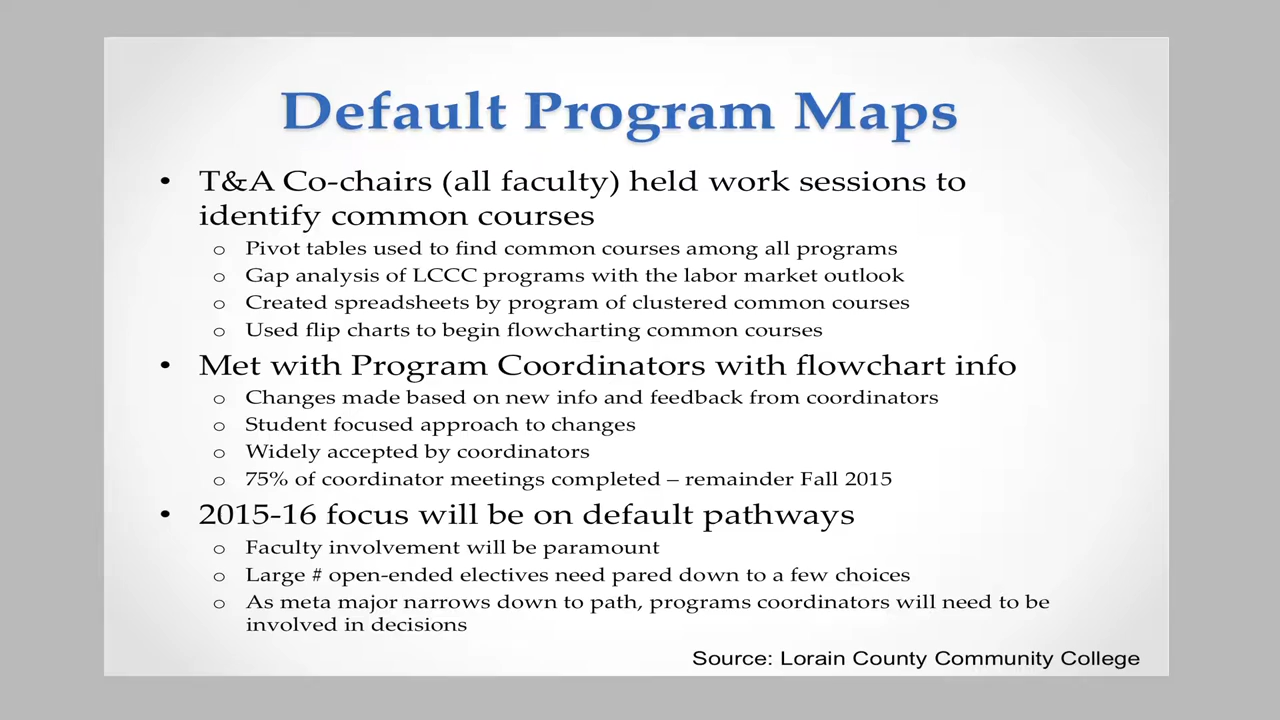 Default Program Maps
• T&A Co-chairs (all faculty) held work sessions to
identify common courses
o Pivot tables used to find common courses among all programs
o Gap analysis of LCCC programs with the labor market outlook
o Created spreadsheets by program of clustered common courses
o Used flip charts to begin flowcharting common courses
• Met with Program Coordinators with flowchart info
o Changes made based on new info and feedback from coordinators
o Student focused approach to changes
o Widely accepted by coordinators
o 75% of coordinator meetings completed – remainder Fall 2015
• 2015-16 focus will be on default pathways
o Faculty involvement will be paramount
o Large # open-ended electives need pared down to a few choices
o As meta major narrows down to path, programs coordinators will need to be
involved in decisions
Source: Lorain County Community College